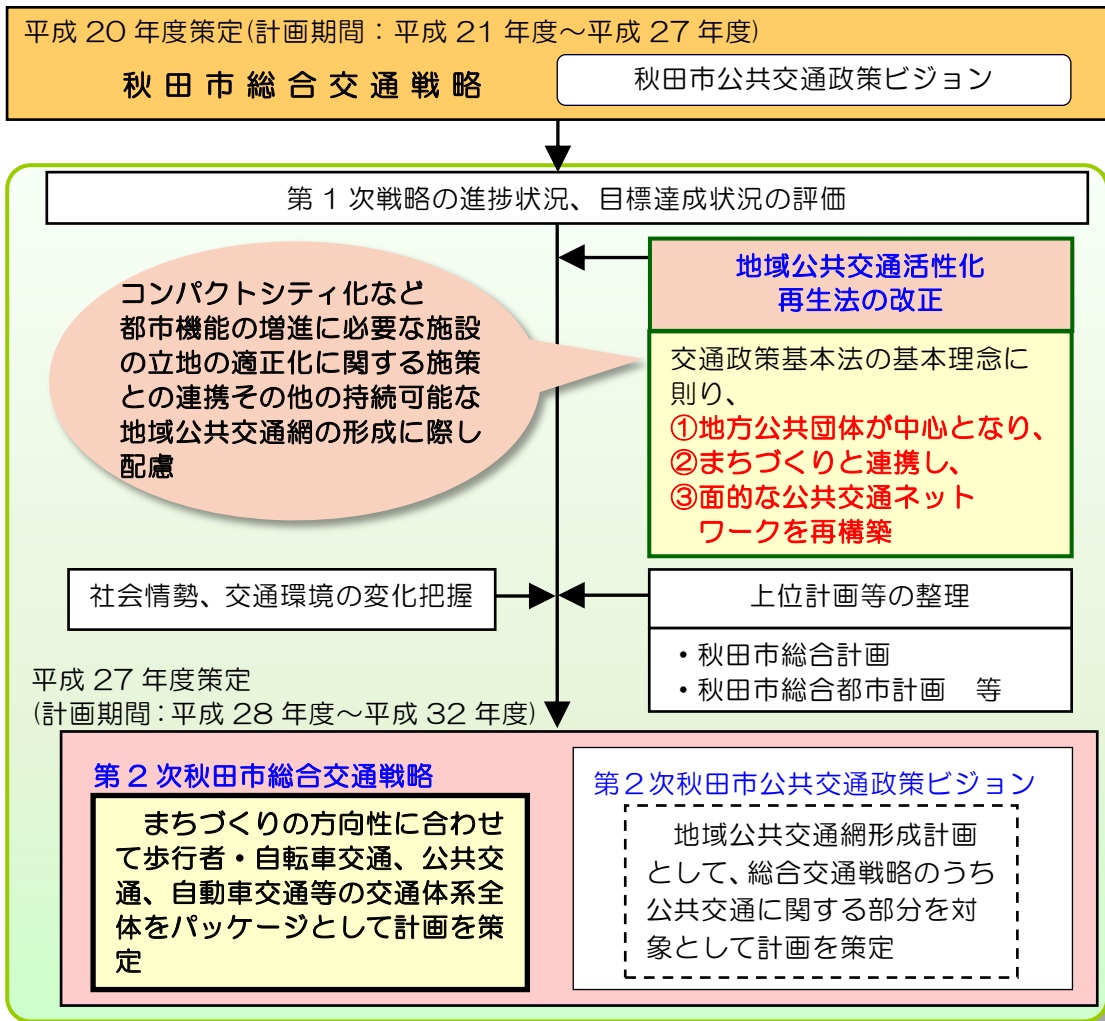 平成 20 年度策定(計画期間：平成 21 年度～平成 27 年度)
秋田市総合交通戦略
秋田市公共交通政策ビジョン
第 1 次戦略の進捗状況、目標達成状況の評価
コンパクトシティ化など
都市機能の増進に必要な施設
の立地の適正化に関する施策
との連携その他の持続可能な
地域公共交通網の形成に際し
配慮
地域公共交通活性化
再生法の改正
交通政策基本法の基本理念に
則り、
①地方公共団体が中心となり、
②まちづくりと連携し、
③面的な公共交通ネット
ワークを再構築
社会情勢、交通環境の変化把握
上位計画等の整理
・秋田市総合計画
・秋田市総合都市計画　等
平成 27 年度策定
(計画期間：平成 28 年度～平成 32 年度)
第 2 次秋田市総合交通戦略
まちづくりの方向性に合わせ
て歩行者・自転車交通、公共交
通、自動車交通等の交通体系全
体をパッケージとして計画を策
定
第2次秋田市公共交通政策ビジョン
地域公共交通網形成計画
として、総合交通戦略のうち
公共交通に関する部分を対
象として計画を策定